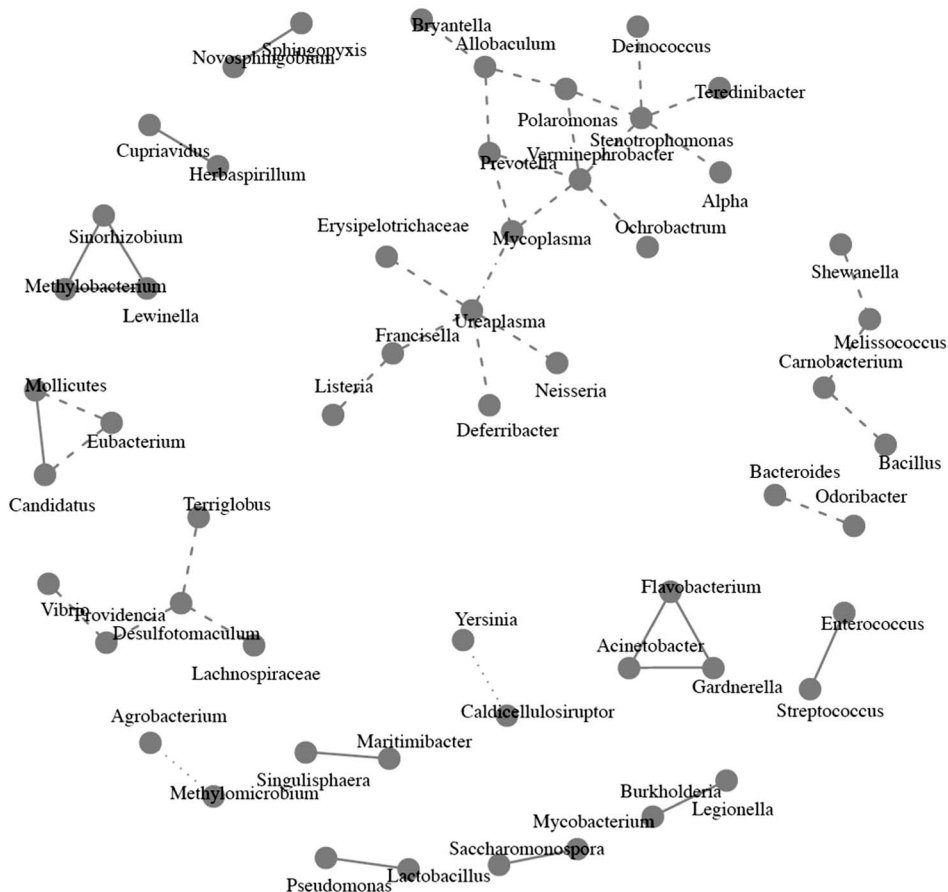 Bryantella
Sphingopyxis
Novosphingobium
Allobaculum
Deinococcus
Teredinibacter
Polaromonas
Stenotrophomonas
Cupriavidus
Verminephrobacter
Prevotella
Herbaspirillum
Alpha
Erysipelotrichaceae
Ochrobactrum
Sinorhizobium
Mycoplasma
Shewanella
Methylobacterium
Lewinella
Ureaplasma
Francisella
Melissococcus
Carnobacterium
Mollicutes
Listeria
Neisseria
Eubacterium
Deferribacter
Bacillus
Bacteroides
Candidatus
Terriglobus
Odoribacter
Flavobacterium
Vibrio
Providencia
Yersinia
Enterococcus
Desulfotomaculum
Acinetobacter
Lachnospiraceae
Gardnerella
Agrobacterium
Caldicellulosiruptor
Streptococcus
Maritimibacter
Singulisphaera
Methylomicrobium
Burkholderia
Legionella
Mycobacterium
Saccharomonospora
Lactobacillus
Pseudomonas